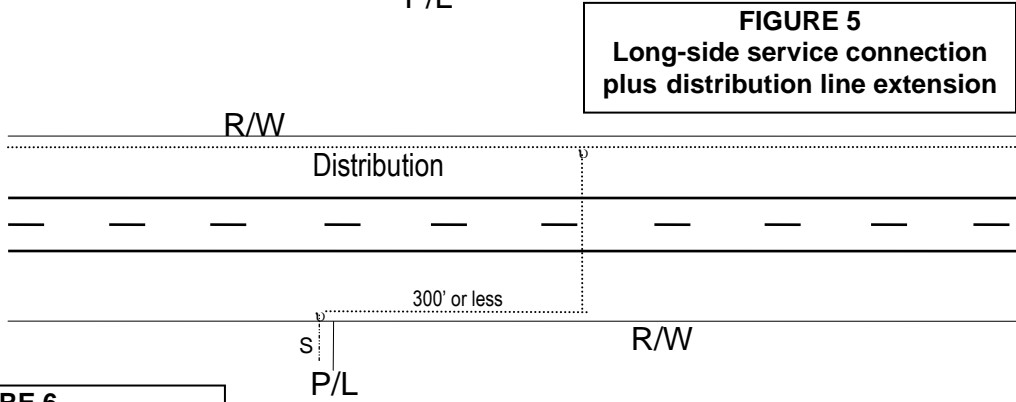 FIGURE 5
Long-side service connection
plus distribution line extension
R/W
Distribution
300' or less
S
R/W
P/L